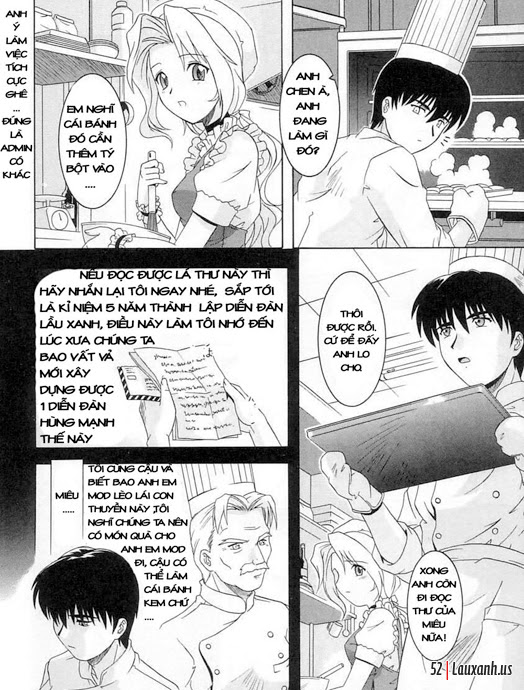 ANH
Ý
LÀM
VIỆC
TÍCH
CỰC
GHÊ
...
ĐÚNG
LÀ
ADMIN
CÓ
KHÁC
EM NGHĨ
CÁI BÁNH
ĐÓ CẦN
THÊM TÝ
BỘT VÀO
....
ANH
CHEN À,
ANH
ĐANG
LÀM GÌ
ĐÓ?
NẾU ĐỌC ĐƯỢC LÁ THƯ NÀY THÌ
HÃY NHẮN LẠI TÔI NGAY NHÉ, SẮP TỚI
LÀ KỈ NIỆM 5 NĂM THÀNH LẬP DIỄN ĐÀN
LẦU XANH, ĐIỀU NÀY LÀM TÔI NHỚ ĐẾN
LÚC XƯA CHÚNG TA
BAO VẤT VẢ
MỚI XÂY
DỰNG ĐƯỢC
1 DIỄN ĐÀN
HÙNG MẠNH
THẾ NÀY
THÔI
ĐƯỢC RỒI.
CỨ ĐỂ ĐẤY
ANH LO
CHO.
MIÊU
.....
TÔI CÙNG CẬU VÀ
BIẾT BAO ANH EM
MOD LÈO LÁI CON
THUYỀN NÀY TÔI
NGHĨ CHÚNG TA NÊN
CÓ MÓN QUÀ CHO
ANH EM MOD
ĐI, CẬU CÓ
THỂ LÀM
CÁI BÁNH
KEM CHỨ
....
XONG
ANH CÒN
ĐI ĐỌC
THƯ CỦA
MIÊU
NỮA!
52 | Lauxanh.us